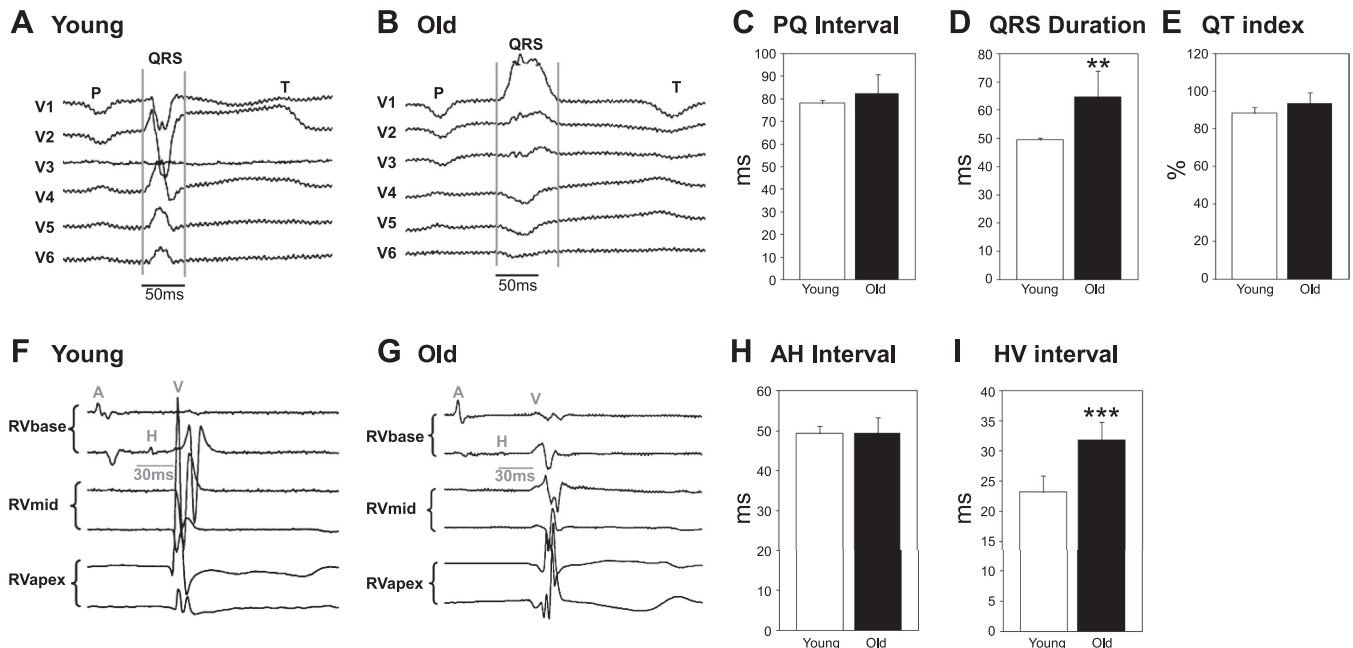 A Young
QRS
P
T
V1
V2
V3
V4
V5
V6
50ms
B Old
QRS
P
T
V1
V2
V3
V4
V5
V6
50ms
C PQ Interval
100
90
80
70
60
50
40
30
20
10
0
ms
Young Old
D QRS Duration
80
70
60
50
40
30
20
10
0
ms
**
Young Old
E QT index
120
100
80
60
40
20
0
%
Young Old
F Young
A
V
H
RVbase
30ms
RVmid
RVapex
G Old
A
V
H
RVbase
30ms
RVmid
RVapex
H AH Interval
60
50
40
30
20
10
0
ms
Young Old
I HV interval
40
35
30
25
20
15
10
5
0
ms
***
Young Old